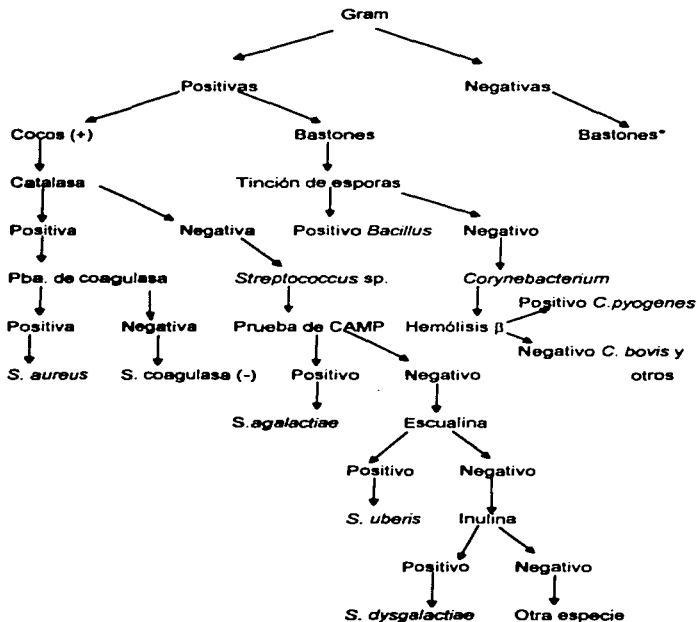 Gram
Positivas Negativas
Cocos (+) Bastones Bastones*
Catalasa Tinción de esporas
Positiva Negativa Positivo Bacillus Negativo
Pba. de coagulasa Streptococcus sp. Corynebacterium
Positivo C.pyogenes
Positiva Negativa Prueba de CAMP Hemólisis β
Negativo C. bovis y
S. aureus S. coagulasa (-) Positivo Negativo otros
S.agalactiae Escualina
Positivo Negativo
S. uberis Inulina
Positivo Negativo
S. dysgalactiae Otra especie